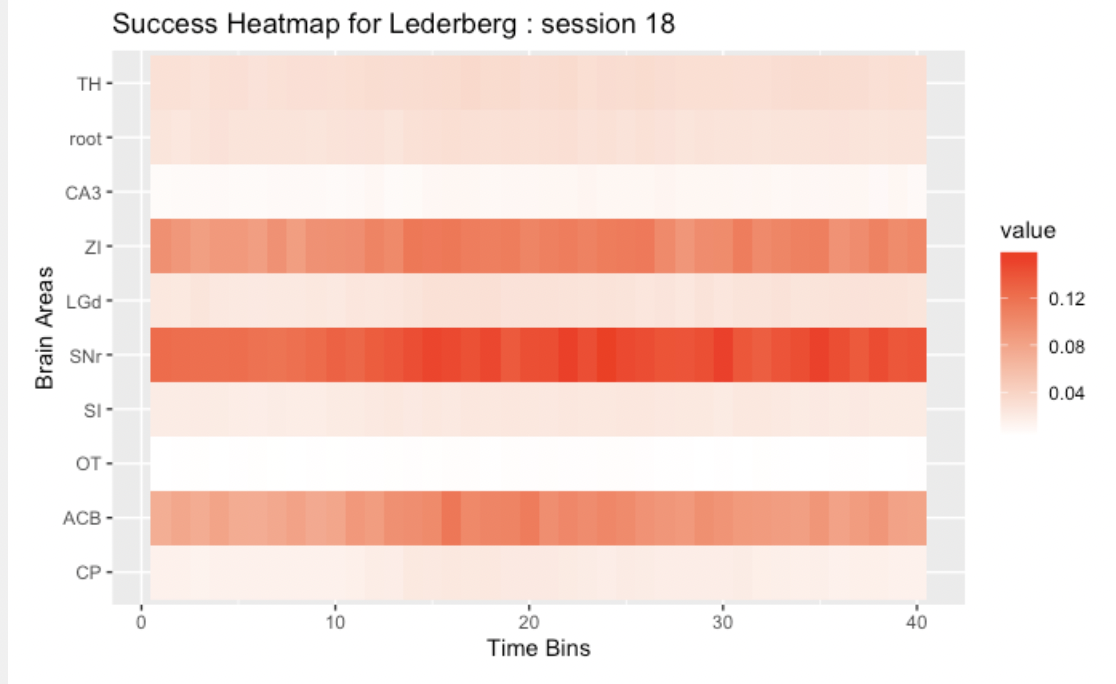 Success Heatmap for Lederberg : session 18
Brain Areas
TH
root
CA3
ZI
LGd
SNr
SI
OT
ACB
CP
0 10 20 30 40
Time Bins
value
0.12
0.08
0.04